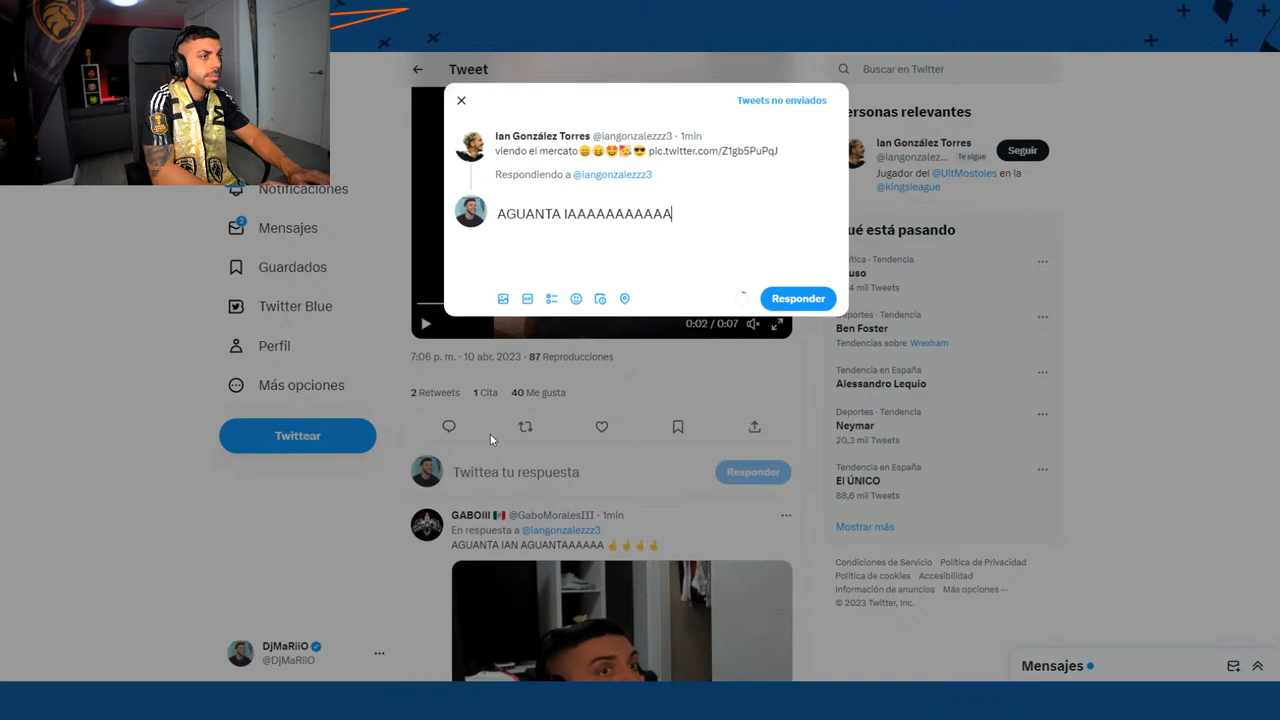 Tweet
Buscar en Twitter
Tweets no enviados
Ian González Torres @iangonzalezzz3 · 1min
viendo el mercato😄😄🤩🥰😎 pic.twitter.com/Z1gb5PuPqJ
Respondiendo a @iangonzalezzz3
AGUANTA IAAAAAAAAAAA
Responder
0:02 / 0:07
7:06 p. m. · 10 abr. 2023 · 87 Reproducciones
2 Retweets 1 Cita 40 Me gusta
Twittea tu respuesta
Responder
GABOIII 🇲🇽 @GaboMoralesIII · 1min
En respuesta a @iangonzalezzz3
AGUANTA IAN AGUANTAAAAAA 🤞🤞🤞🤞
Notificaciones
2
Mensajes
Guardados
Twitter Blue
Perfil
Más opciones
Twittear
DjMaRiiO
@DjMaRiiO
ersonas relevantes
Ian González Torres
@iangonzalez... Te sigue
Seguir
Jugador del @UltMostoles en la
@kingsleague
ué está pasando
lítica · Tendencia
uso
mil Tweets
eportes · Tendencia
Ben Foster
Tendencias sobre Wrexham
Tendencia en España
Alessandro Lequio
Deportes · Tendencia
Neymar
20,3 mil Tweets
Tendencia en España
El ÚNICO
88,6 mil Tweets
Mostrar más
Condiciones de Servicio Política de Privacidad
Política de cookies Accesibilidad
Información de anuncios Más opciones ···
© 2023 Twitter, Inc.
Mensajes